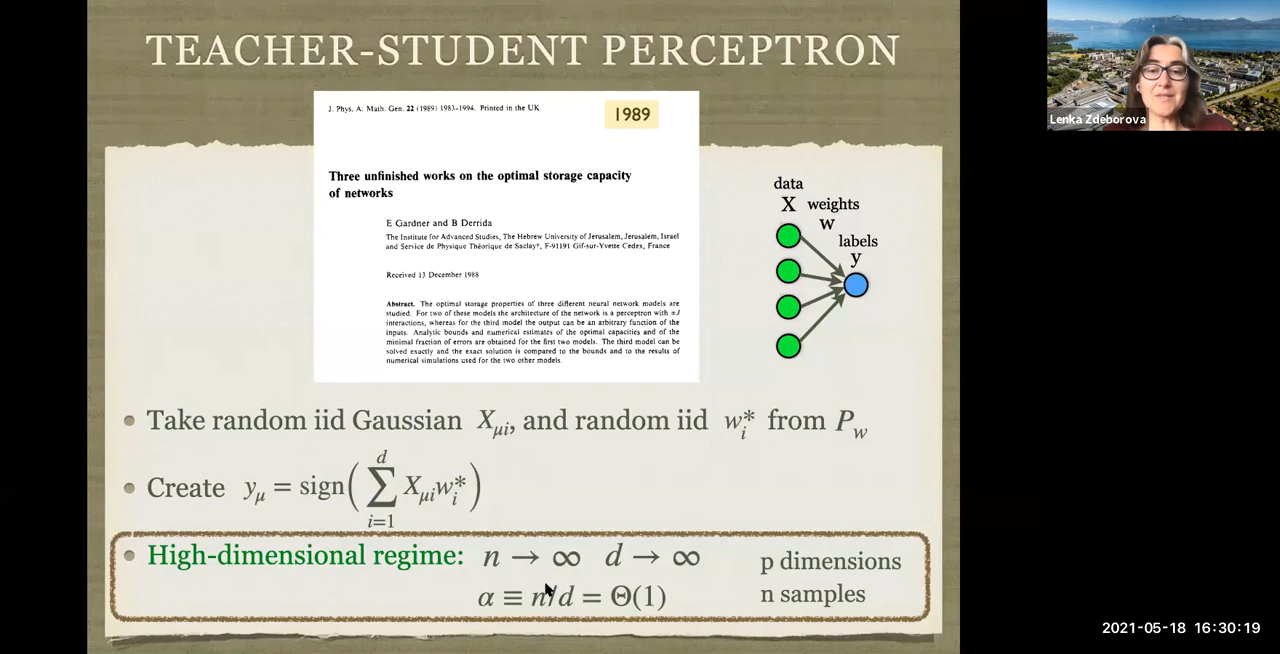 TEACHER-STUDENT PERCEPTRON
J. Phys. A: Math. Gen. 22 (1989) 1983-1994. Printed in the UK
1989
Three unfinished works on the optimal storage capacity
of networks
E Gardner and B Derrida
The Institute for Advanced Studies, The Hebrew University of Jerusalem, Jerusalem, Israel
and Service de Physique Théorique de Saclay†, F-91191 Gif-sur-Yvette Cedex, France
Received 13 December 1988
Abstract. The optimal storage properties of three different neural network models are
studied. For two of these models the architecture of the network is a perceptron with ±J
interactions, whereas for the third model the output can be an arbitrary function of the
inputs. Analytic bounds and numerical estimates of the optimal capacities and of the
minimal fraction of errors are obtained for the first two models. The third model can be
solved exactly and the exact solution is compared to the bounds and to the results of
numerical simulations used for the two other models.
data
X weights
w
labels
y
• Take random iid Gaussian X_{μi}, and random iid w_i^* from P_w
• Create y_μ = sign(∑_{i=1}^{d} X_{μi} w_i^*)
• High-dimensional regime: n → ∞ d → ∞
α ≡ n/d = Θ(1)
p dimensions
n samples
Lenka Zdeborova
2021-05-18 16:30:19